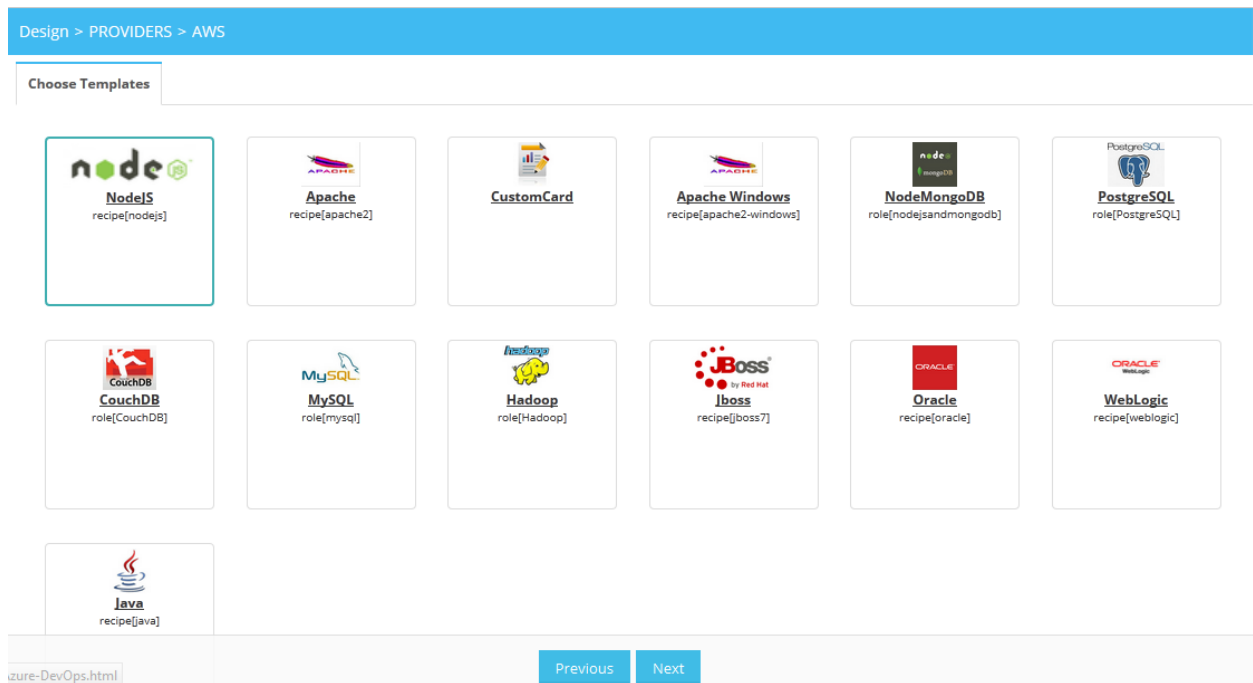 Design > PROVIDERS > AWS
Choose Templates
node
NodeJS
recipe[nodejs]
APACHE
Apache
recipe[apache2]
CustomCard
APACHE
Apache Windows
recipe[apache2-windows]
node
mongoDB
NodeMongoDB
role[nodejsandmongodb]
PostgreSQL
PostgreSQL
role[PostgreSQL]
CouchDB
CouchDB
role[CouchDB]
MySQL
MySQL
role[mysql]
hadoop
Hadoop
role[Hadoop]
JBoss
by Red Hat
Jboss
recipe[jboss7]
ORACLE
Oracle
recipe[oracle]
ORACLE
WebLogic
WebLogic
recipe[weblogic]
Java
recipe[java]
Previous
Next
zure-DevOps.html